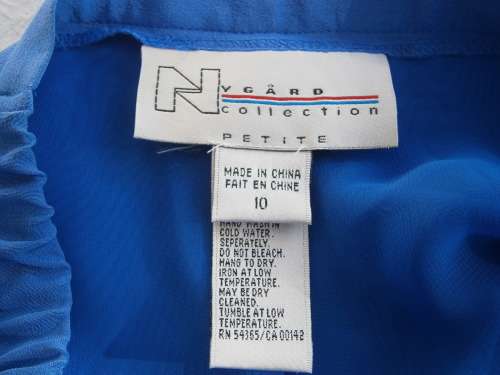 NYGÅRD
collection
PETITE
MADE IN CHINA
FAIT EN CHINE
10
HAND WASH IN
COLD WATER.
SEPERATELY.
DO NOT BLEACH.
HANG TO DRY.
IRON AT LOW
TEMPERATURE.
MAY BE DRY
CLEANED.
TUMBLE AT LOW
TEMPERATURE.
RN 54365/CA 00142